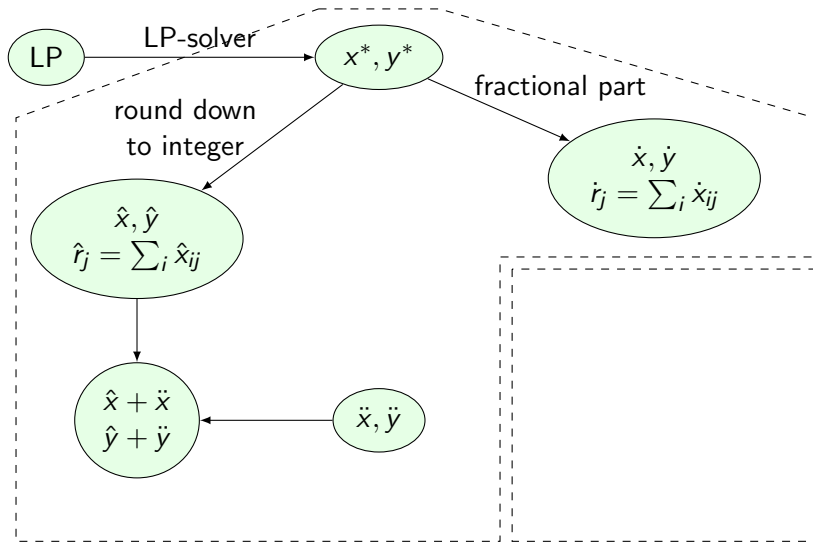 LP
LP-solver
x*, y*
fractional part
round down
to integer
ẋ, ẏ
ṙⱼ = ∑ᵢ ẋᵢⱼ
x̂, ŷ
r̂ⱼ = ∑ᵢ x̂ᵢⱼ
x̂ + ẍ
ŷ + ÿ
ẍ, ÿ